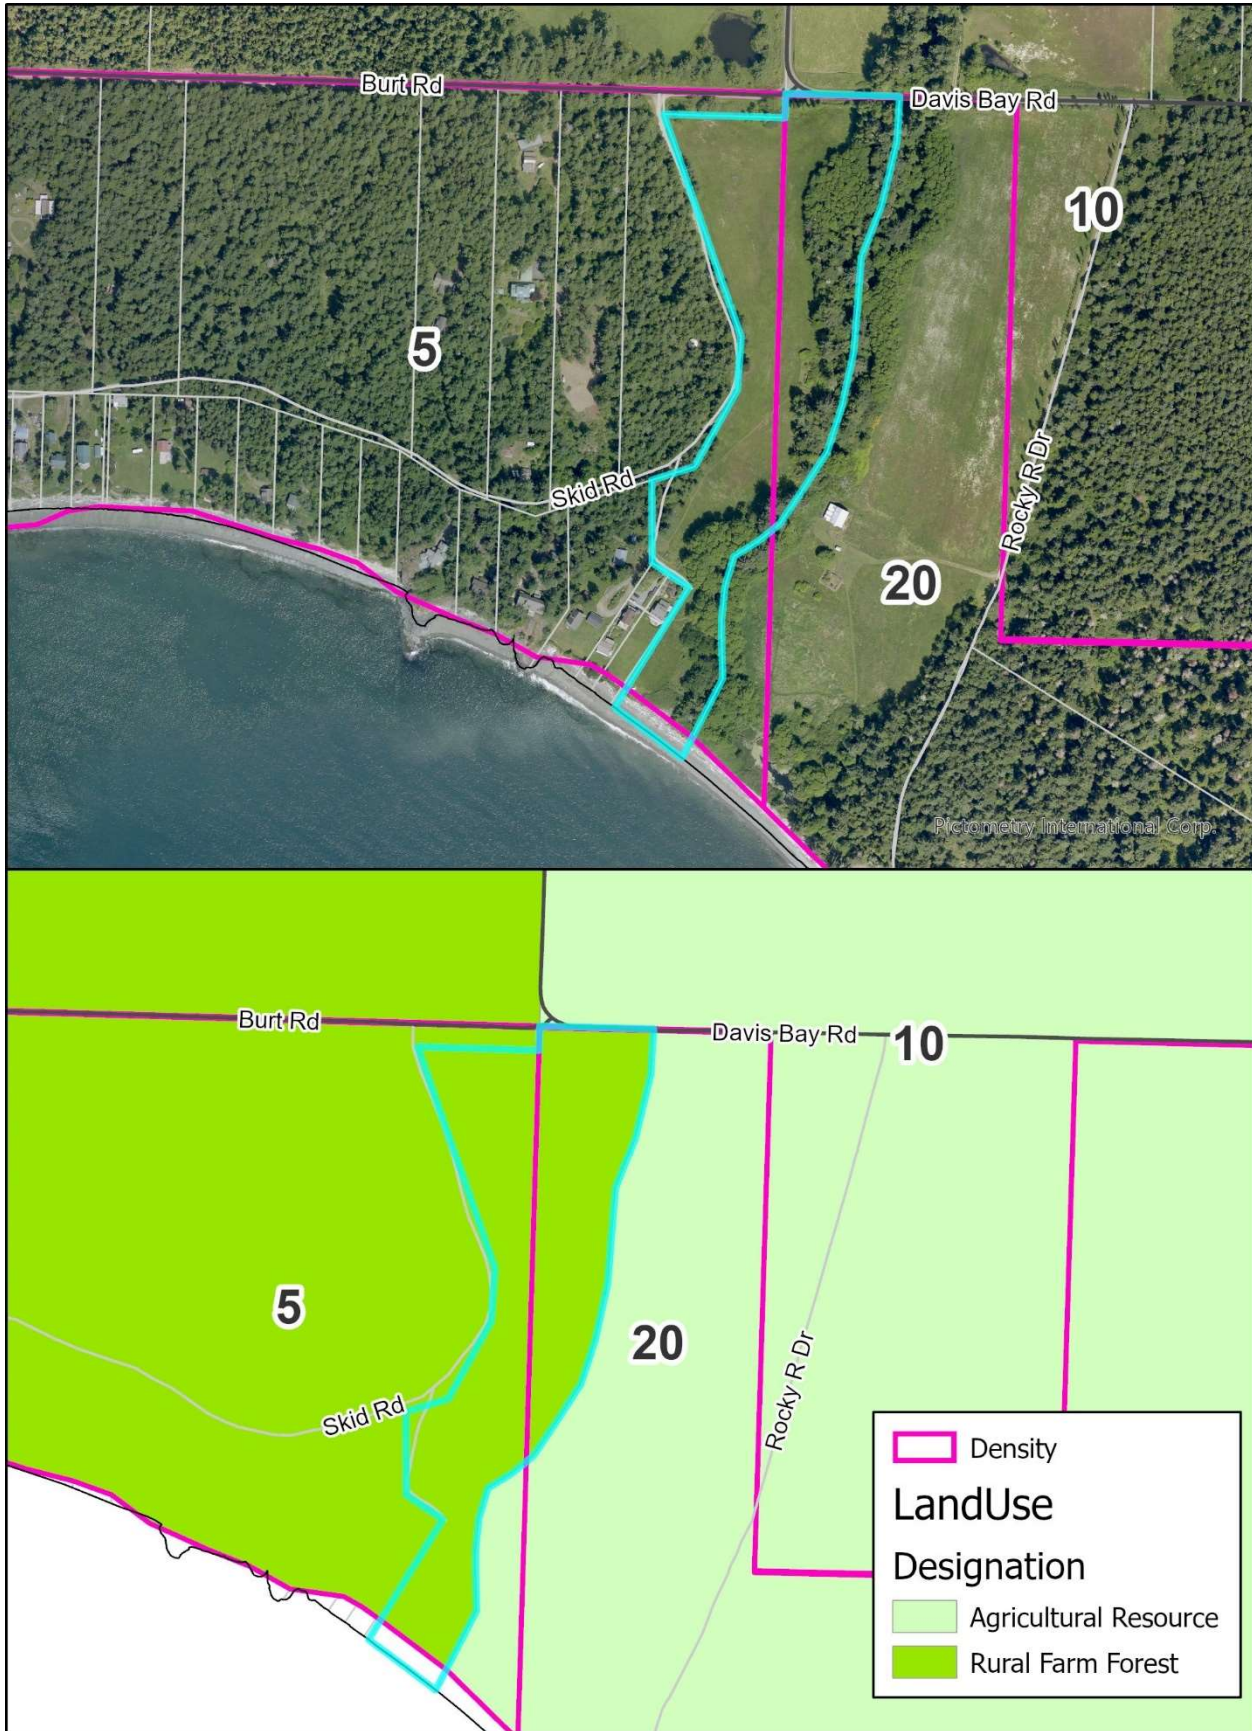 Burt Rd
Davis Bay Rd
10
5
Rocky R Dr
Skid Rd
20
Pictometry International Corp.
Burt Rd
Davis Bay Rd
10
5
20
Rocky R Dr
Skid Rd
Density
LandUse
Designation
Agricultural Resource
Rural Farm Forest